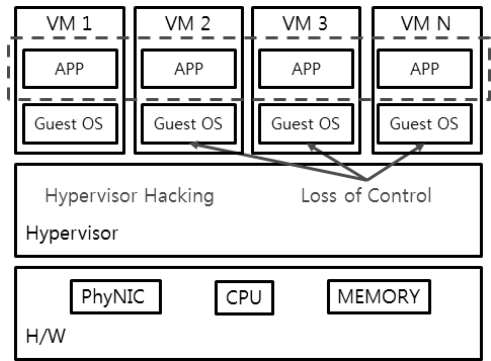 VM 1 VM 2 VM 3 VM N
APP APP APP APP
Guest OS Guest OS Guest OS Guest OS
Hypervisor Hacking Loss of Control
Hypervisor
PhyNIC CPU MEMORY
H/W